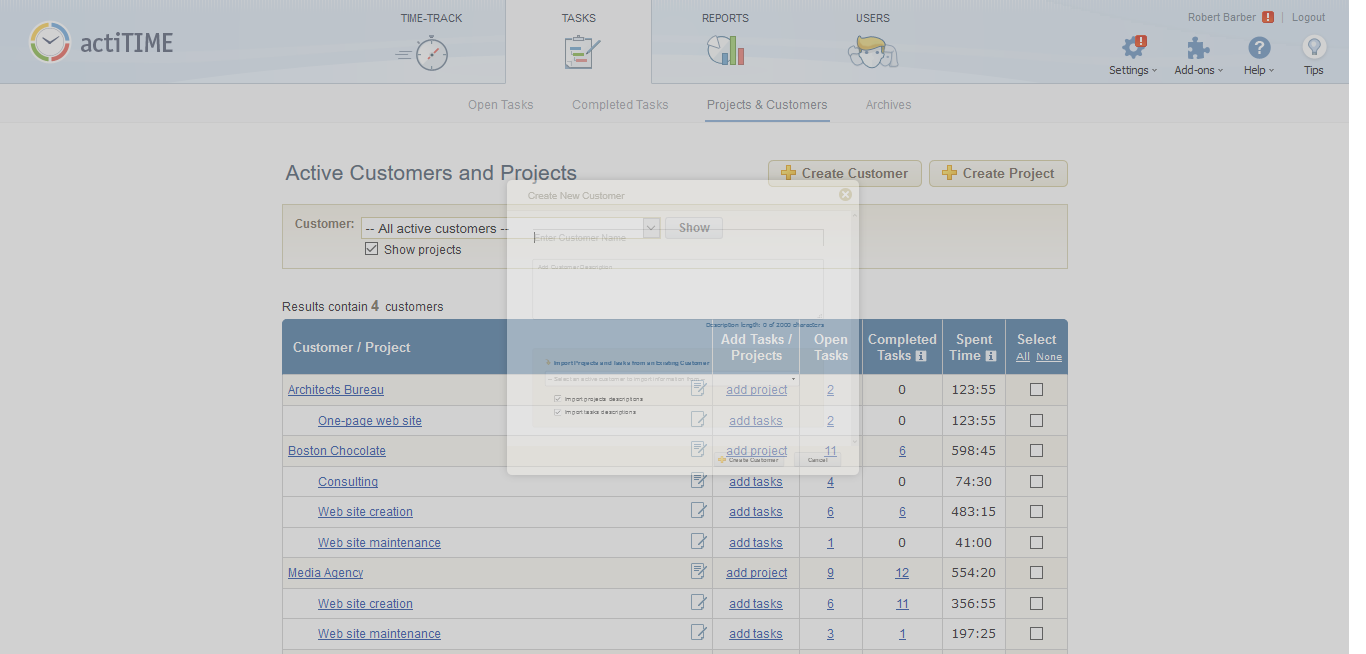 TIME-TRACK TASKS REPORTS USERS Robert Barber ! Logout
actiTIME
Settings Add-ons Help Tips
Open Tasks Completed Tasks Projects & Customers Archives
Active Customers and Projects Create Customer Create Project
Create New Customer
Customer: -- All active customers -- Show
Enter Customer Name
Show projects
Add Customer Description
Results contain 4 customers
Description length: 0 of 2000 characters
Customer / Project Add Tasks / Projects Open Tasks Completed Tasks Spent Time Select All None
Import Projects and Tasks from an Existing Customer
-- Select an active customer to import information from --
Architects Bureau add project 2 0 123:55
Import projects descriptions
Import tasks descriptions
One-page web site add tasks 2 0 123:55
Boston Chocolate add project 11 6 598:45
Create Customer Cancel
Consulting add tasks 4 0 74:30
Web site creation add tasks 6 6 483:15
Web site maintenance add tasks 1 0 41:00
Media Agency add project 9 12 554:20
Web site creation add tasks 6 11 356:55
Web site maintenance add tasks 3 1 197:25